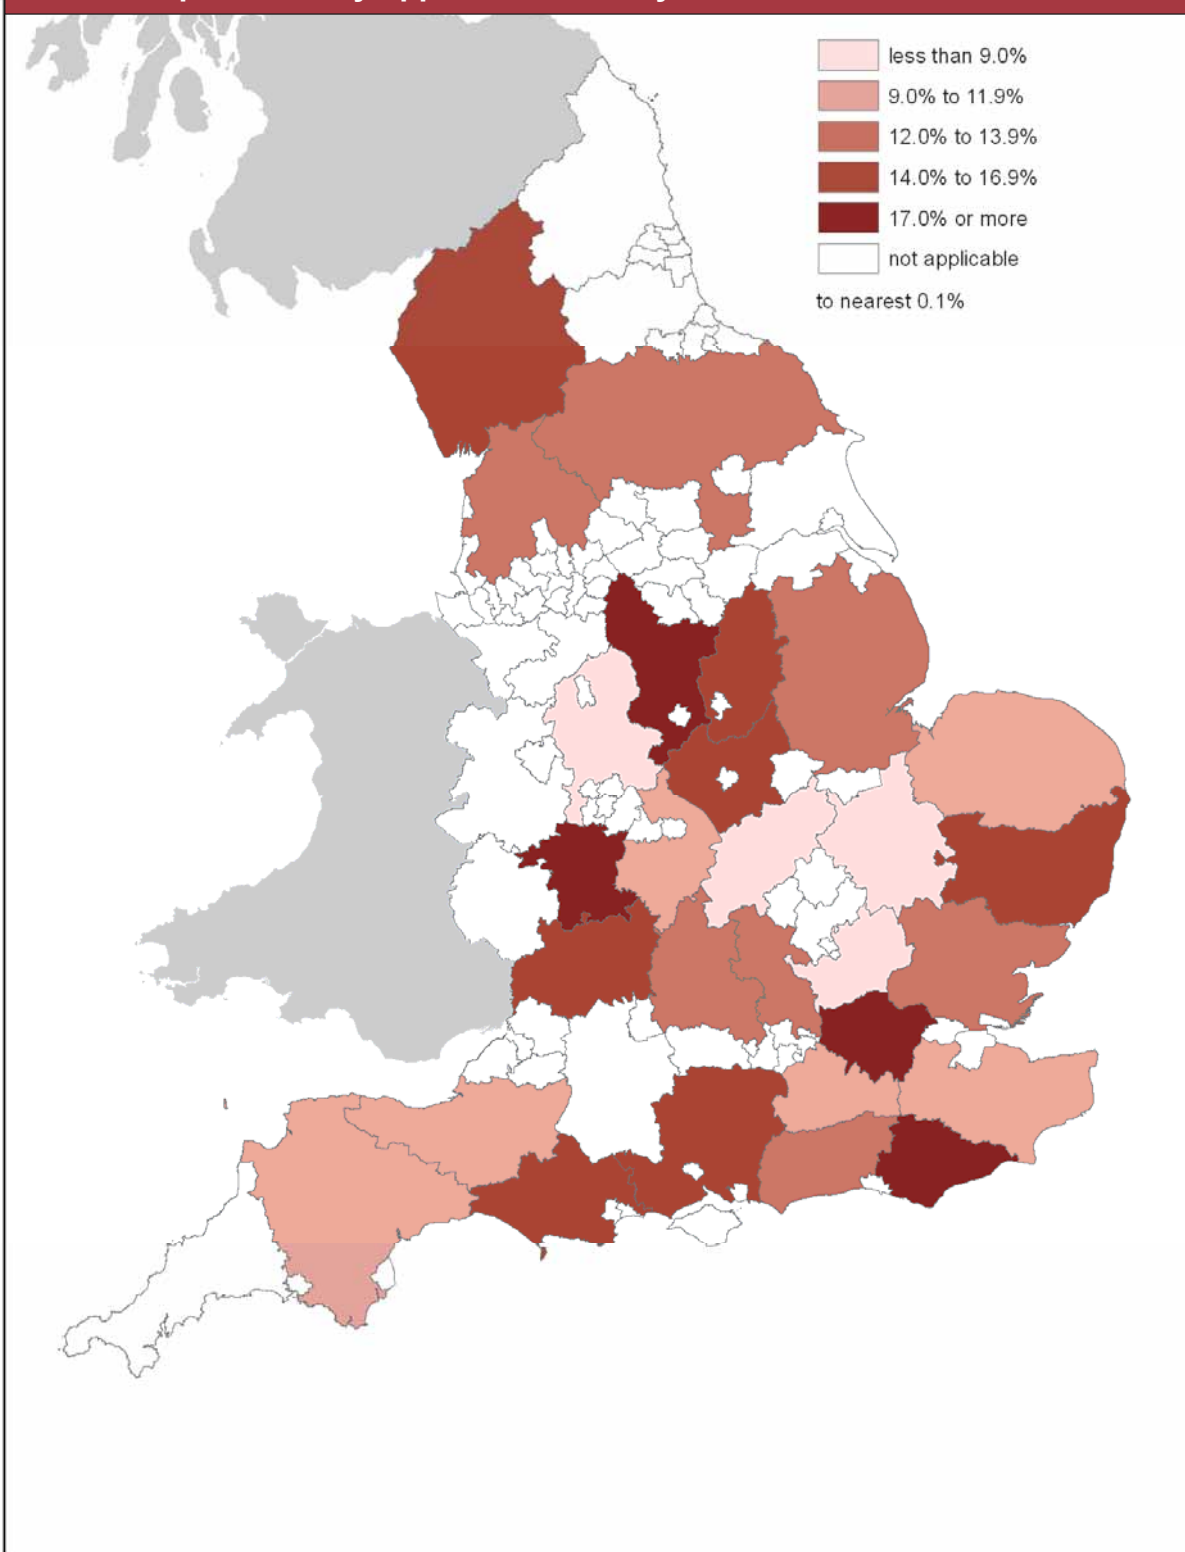 less than 9.0%
9.0% to 11.9%
12.0% to 13.9%
14.0% to 16.9%
17.0% or more
not applicable
to nearest 0.1%